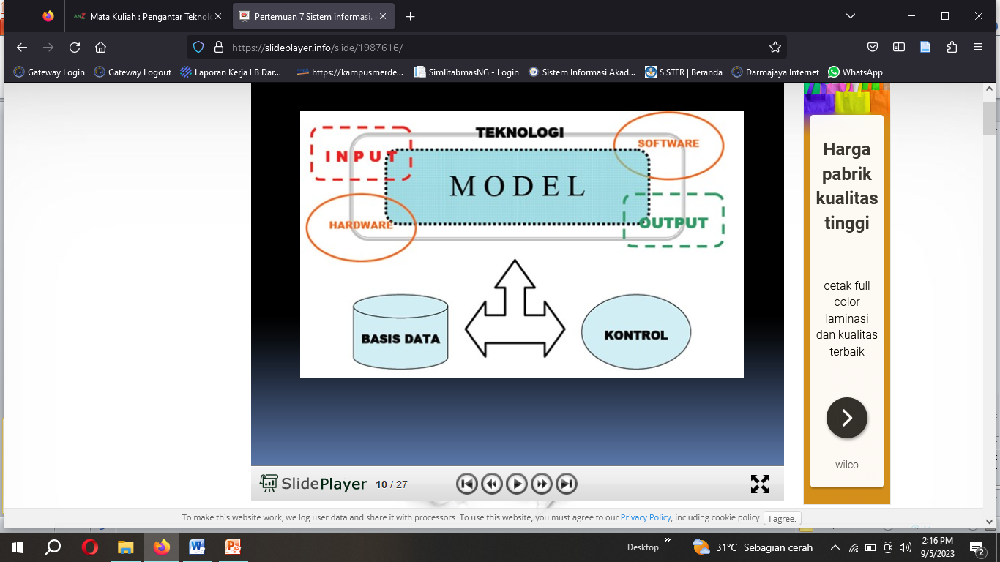 Mata Kuliah : Pengantar Teknolo
Pertemuan 7 Sistem informasi.
https://slideplayer.info/slide/1987616/
Gateway Login
Gateway Logout
Laporan Kerja IIB Dar...
https://kampusmerde...
SimlitabmasNG - Login
Sistem Informasi Akad...
SISTER | Beranda
Darmajaya Internet
WhatsApp
TEKNOLOGI
INPUT
SOFTWARE
MODEL
HARDWARE
OUTPUT
BASIS DATA
KONTROL
Harga
pabrik
kualitas
tinggi
cetak full
color
laminasi
dan kualitas
terbaik
wilco
SlidePlayer
10 / 27
To make this website work, we log user data and share it with processors. To use this website, you must agree to our Privacy Policy, including cookie policy.
I agree.
Desktop
31°C Sebagian cerah
2:16 PM
9/5/2023
2